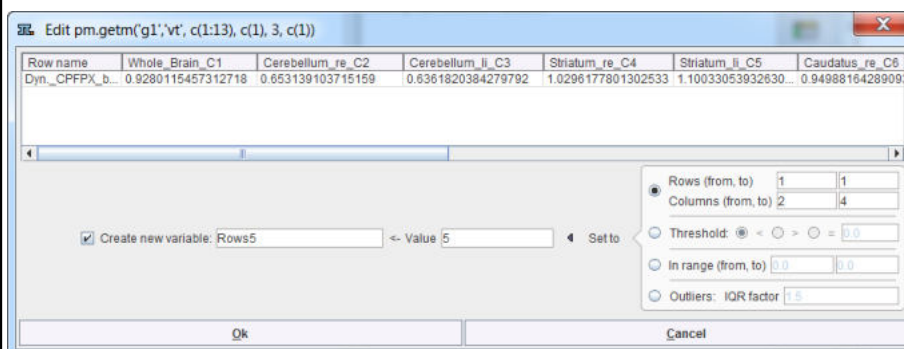 Edit pm.getm('g1','vt', c(1:13), c(1), 3, c(1))
Row name Whole_Brain_C1 Cerebellum_re_C2 Cerebellum_li_C3 Striatum_re_C4 Striatum_li_C5 Caudatus_re_C6
Dyn._CPFPX_b... 0.9280115457312718 0.653139103715159 0.6361820384279792 1.0296177801302533 1.10033053932630... 0.94988164289093
Rows (from, to) 1 1
Columns (from, to) 2 4
Create new variable: Rows5 <- Value 5 Set to
Threshold: < > = 0.0
In range (from, to) 0.0 0.0
Outliers: IQR factor 1.5
Ok Cancel